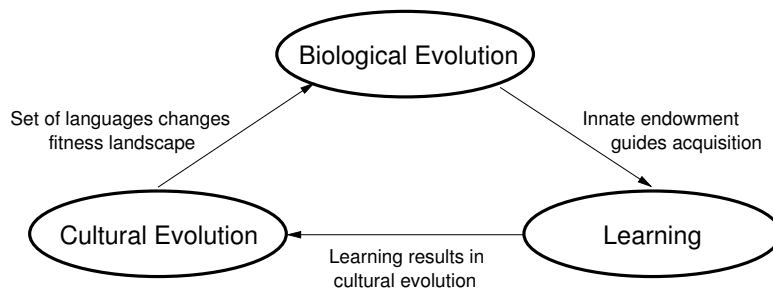 Biological Evolution
Set of languages changes
fitness landscape
Innate endowment
guides acquisition
Cultural Evolution
Learning
Learning results in
cultural evolution